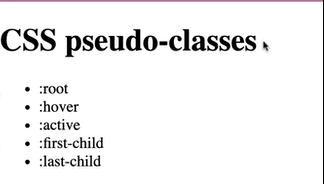 CSS pseudo-classes
:root
:hover
:active
:first-child
:last-child